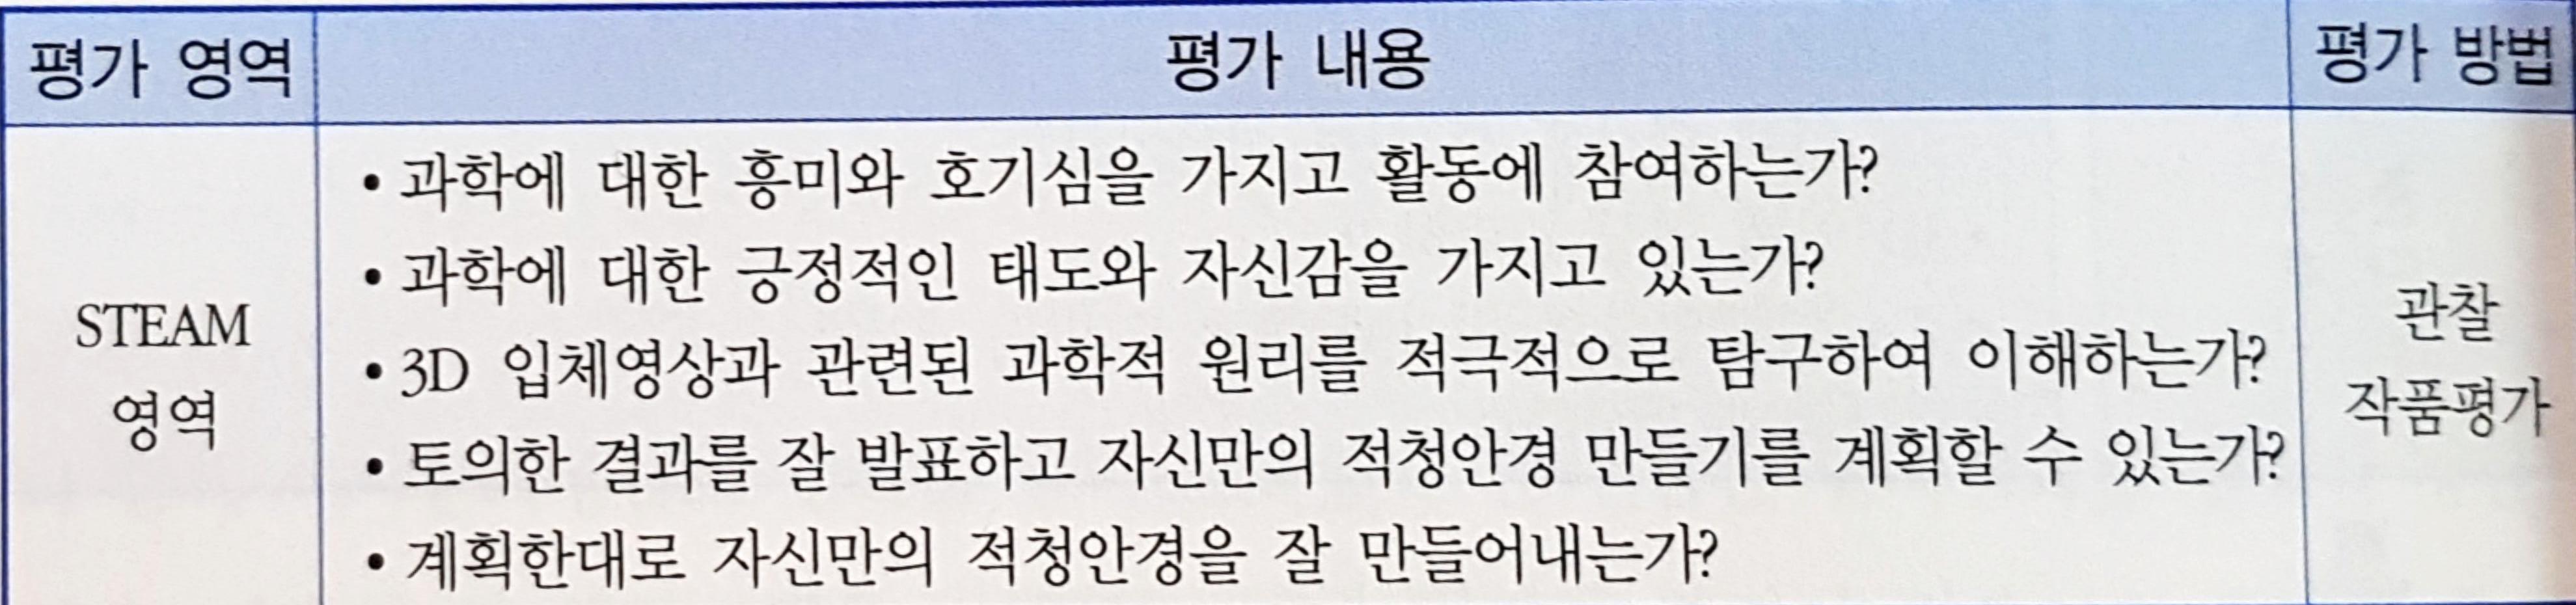 평가 영역 평가 내용 평가 방법
• 과학에 대한 흥미와 호기심을 가지고 활동에 참여하는가?
• 과학에 대한 긍정적인 태도와 자신감을 가지고 있는가?
• 3D 입체영상과 관련된 과학적 원리를 적극적으로 탐구하여 이해하는가?
• 토의한 결과를 잘 발표하고 자신만의 적청안경 만들기를 계획할 수 있는가?
• 계획한대로 자신만의 적청안경을 잘 만들어내는가?
STEAM
영역
관찰
작품평가